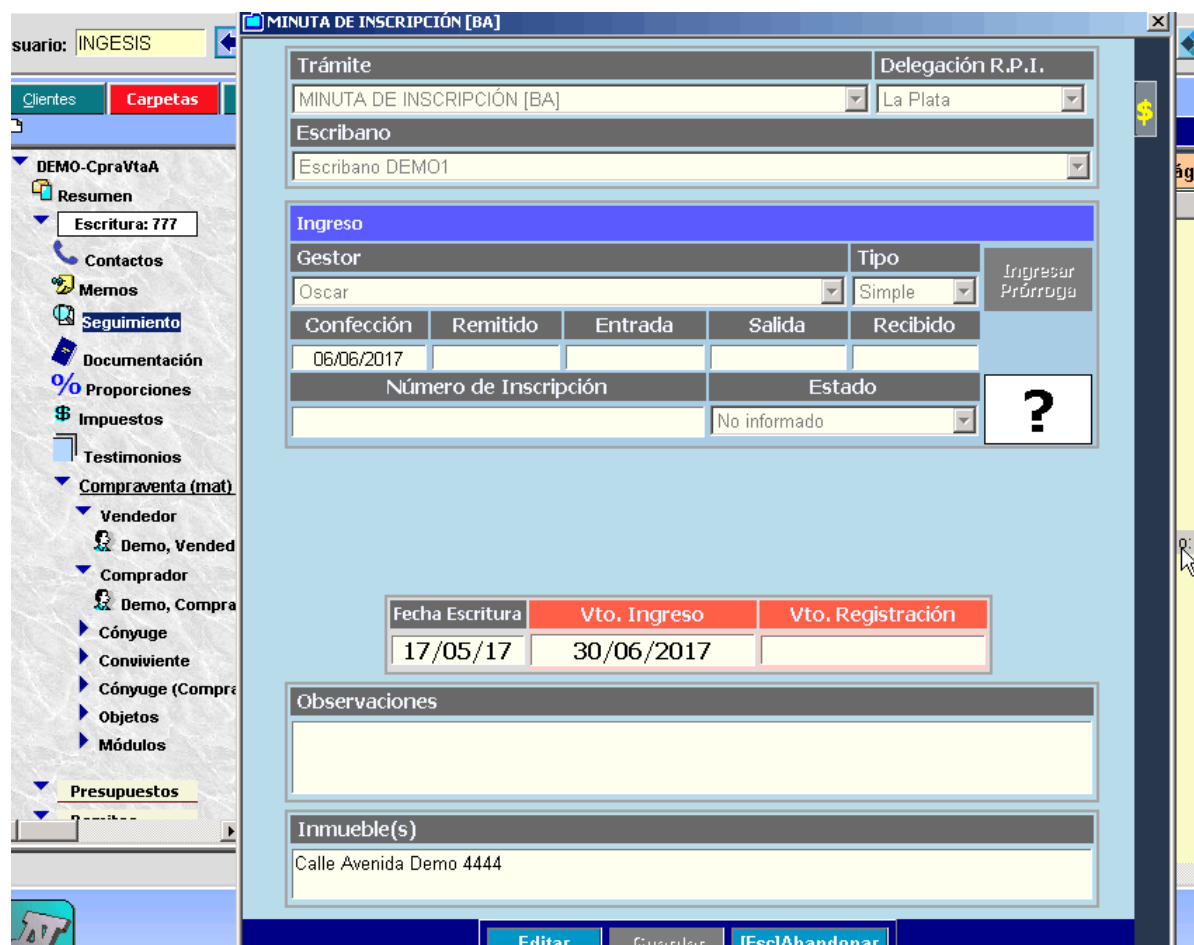 MINUTA DE INSCRIPCIÓN [BA]
suario: INGESIS
Clientes Carpetas
DEMO-CpraVtaA
Resumen
Escritura: 777
Contactos
Memos
Seguimiento
Documentación
Proporciones
Impuestos
Testimonios
Compraventa (mat)
Vendedor
Demo, Vended
Comprador
Demo, Compra
Cónyuge
Conviviente
Cónyuge (Compra
Objetos
Módulos
Presupuestos
Trámite Delegación R.P.I.
MINUTA DE INSCRIPCIÓN [BA] La Plata
Escribano
Escribano DEMO1
Ingreso
Gestor Tipo
Oscar Simple
Ingresar
Prórroga
Confección Remitido Entrada Salida Recibido
06/06/2017
Número de Inscripción Estado
No informado
?
Fecha Escritura Vto. Ingreso Vto. Registración
17/05/17 30/06/2017
Observaciones
Inmueble(s)
Calle Avenida Demo 4444
Editar Guardar [Esc]Abandonar
$
ág
o: